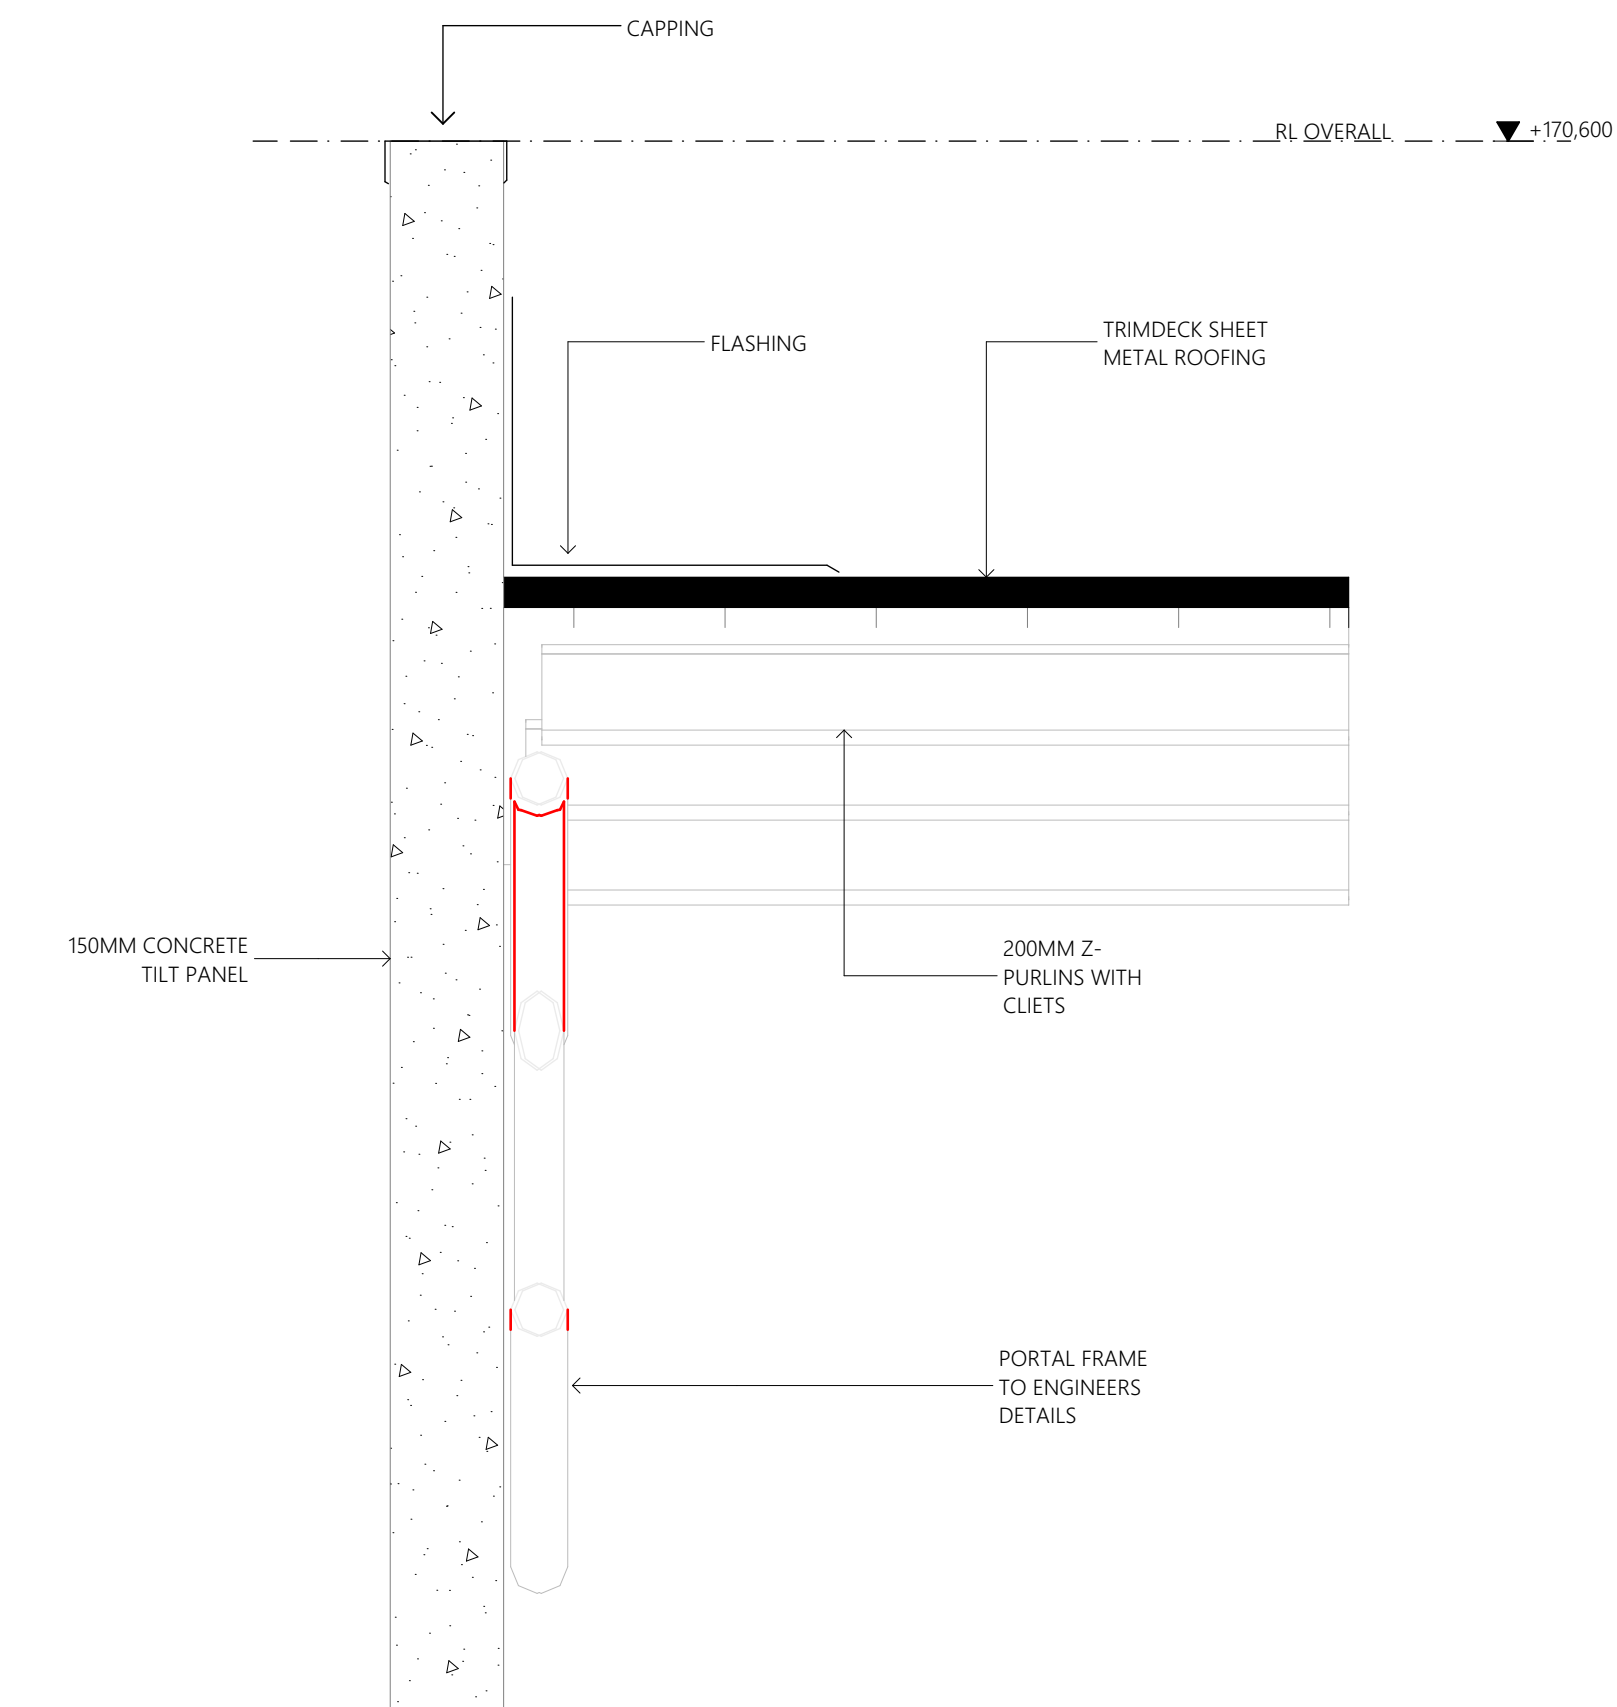 CAPPING
RL OVERALL
+170,600
FLASHING
TRIMDECK SHEET
METAL ROOFING
150MM CONCRETE
TILT PANEL
200MM Z-
PURLINS WITH
CLIETS
PORTAL FRAME
TO ENGINEERS
DETAILS